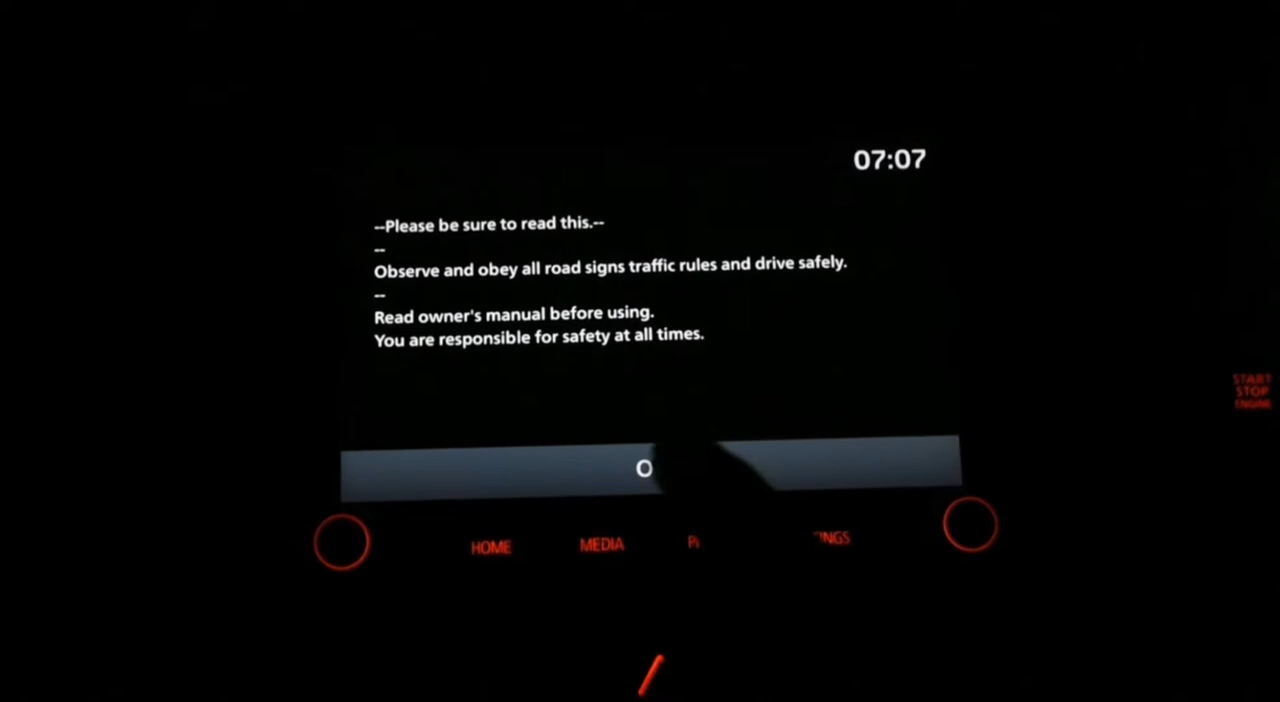 07:07
--Please be sure to read this.--
--
Observe and obey all road signs traffic rules and drive safely.
--
Read owner's manual before using.
You are responsible for safety at all times.
O
HOME MEDIA
START
STOP
ENGINE